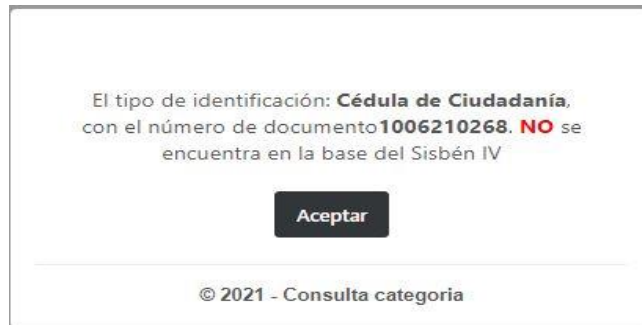 El tipo de identificación: Cédula de Ciudadanía,
con el número de documento1006210268. NO se
encuentra en la base del Sisbén IV
Aceptar
© 2021 - Consulta categoria